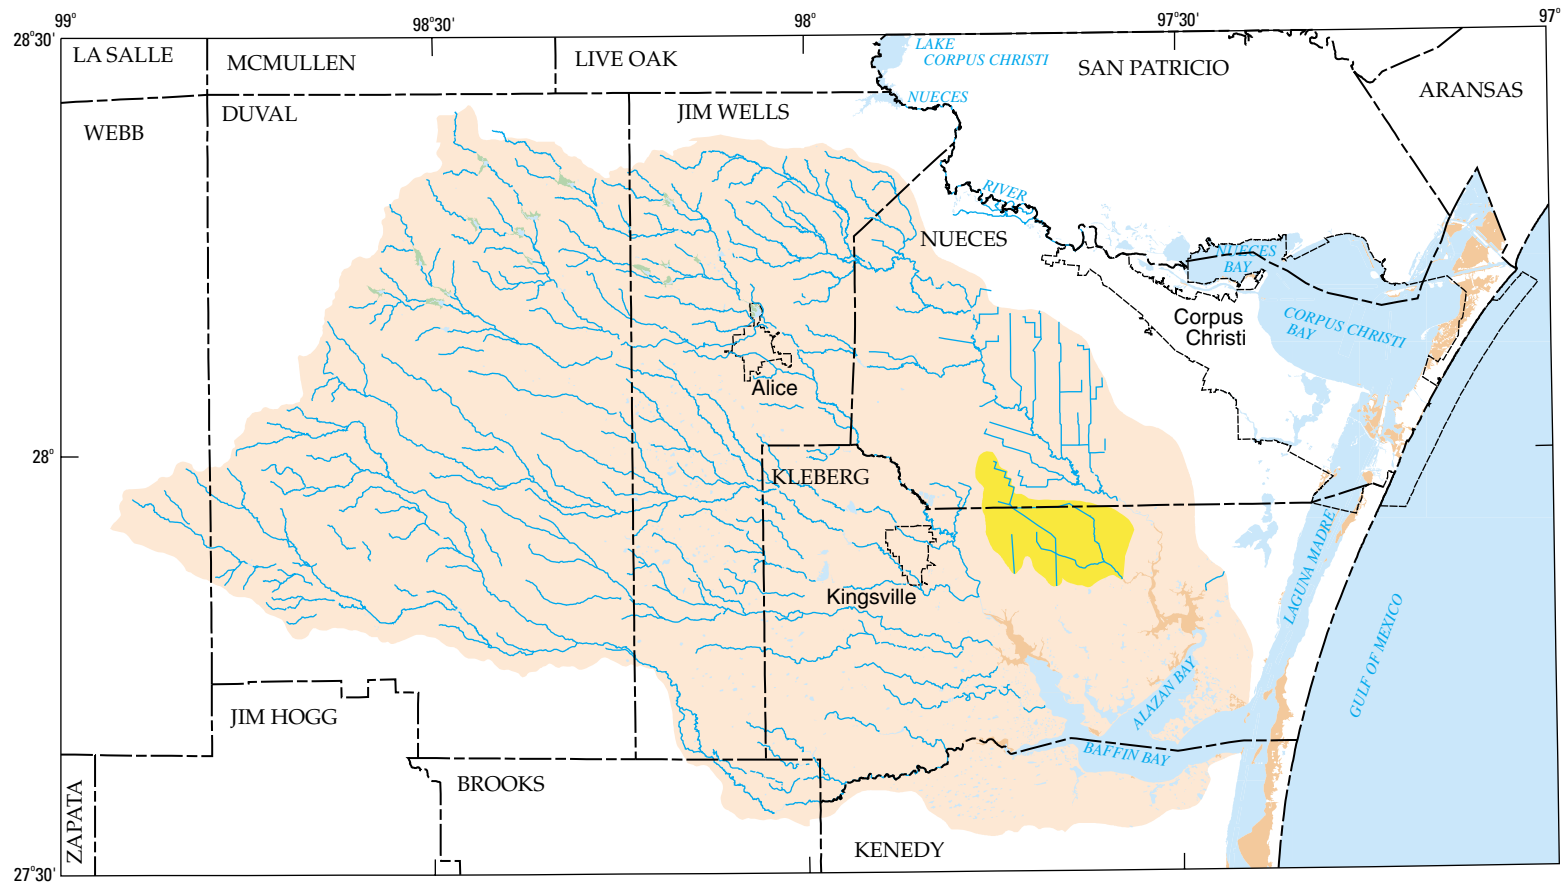 99°
98°30'
98°
97°30'
97°
28°30'
LA SALLE
MCMULLEN
LIVE OAK
LAKE
CORPUS CHRISTI
SAN PATRICIO
ARANSAS
NUECES
WEBB
DUVAL
JIM WELLS
RIVER
NUECES
NUECES
BAY
Corpus
Christi
CORPUS CHRISTI
BAY
Alice
28°
KLEBERG
Kingsville
LAGUNA MADRE
GULF OF MEXICO
ALAZAN BAY
JIM HOGG
BAFFIN BAY
BROOKS
ZAPATA
KENEDY
27°30'